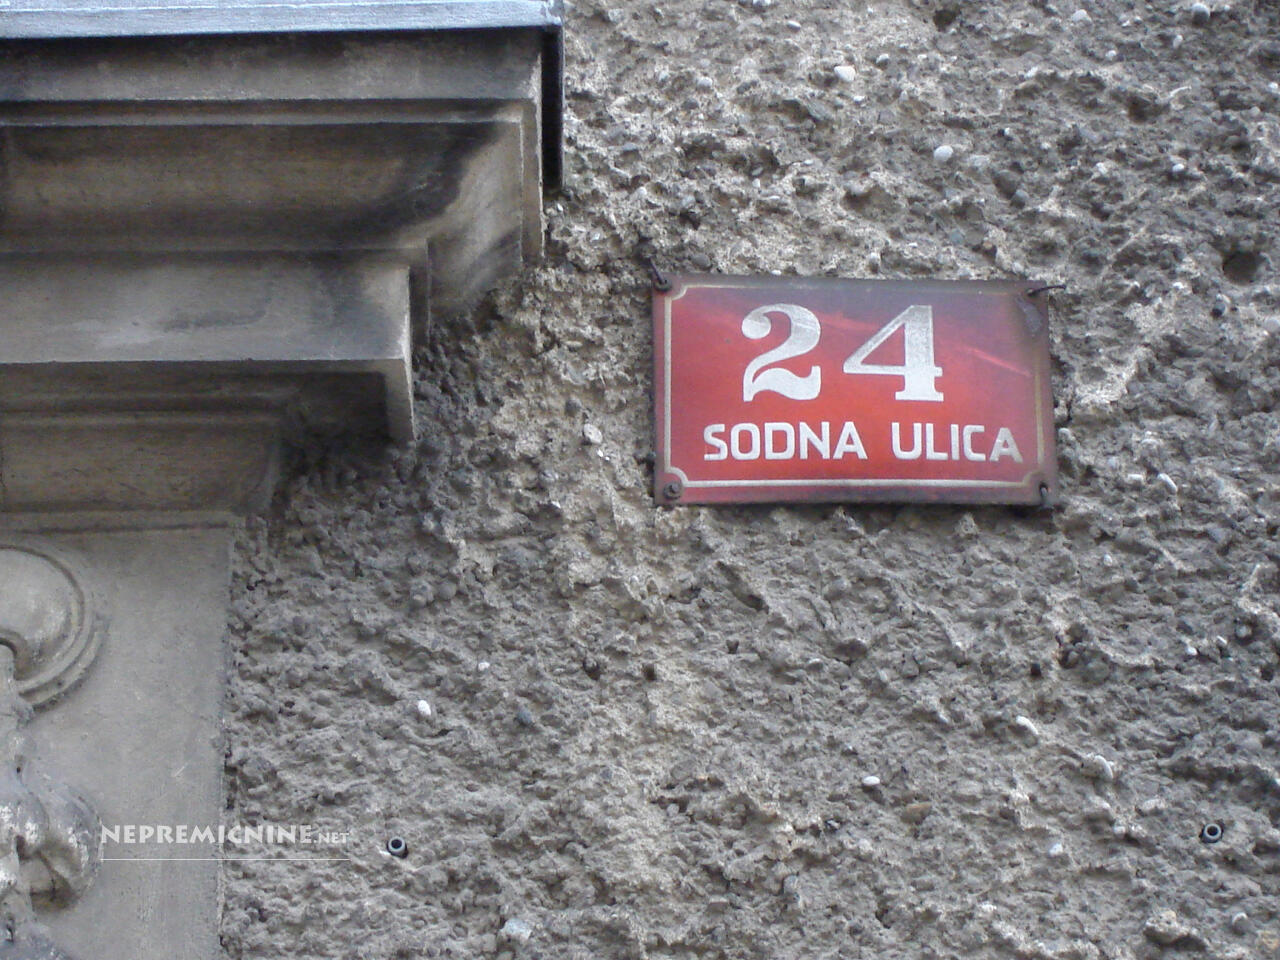 24
SODNA ULICA
NEPREMICNINE.NET